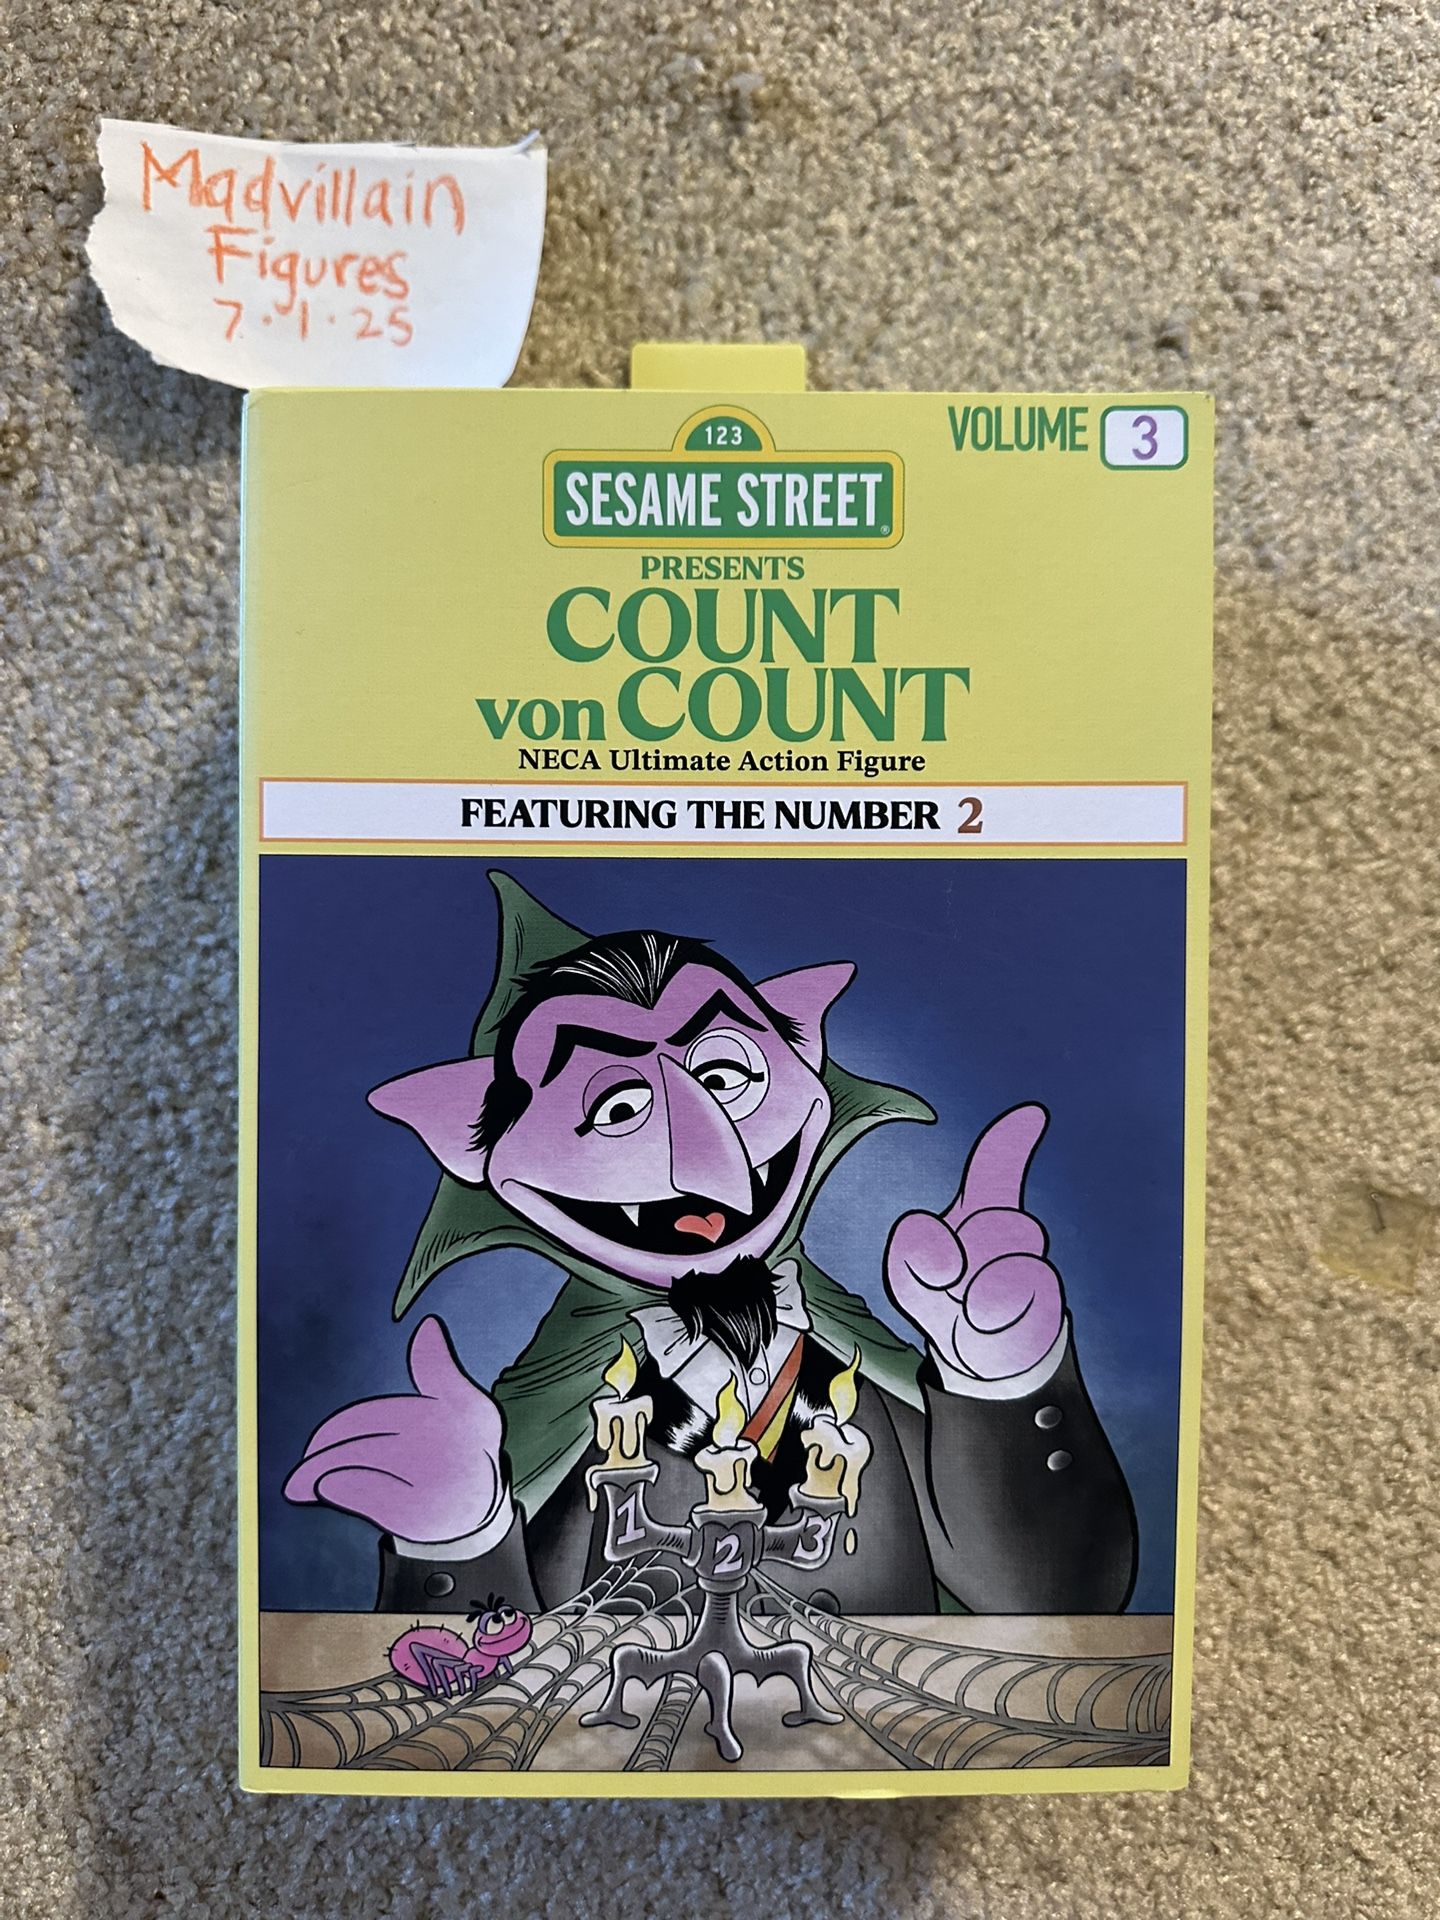 Madvillain
Figures
7.1.25
VOLUME 3
123
SESAME STREET®
PRESENTS
COUNT
von COUNT
NECA Ultimate Action Figure
FEATURING THE NUMBER 2
1 2 3